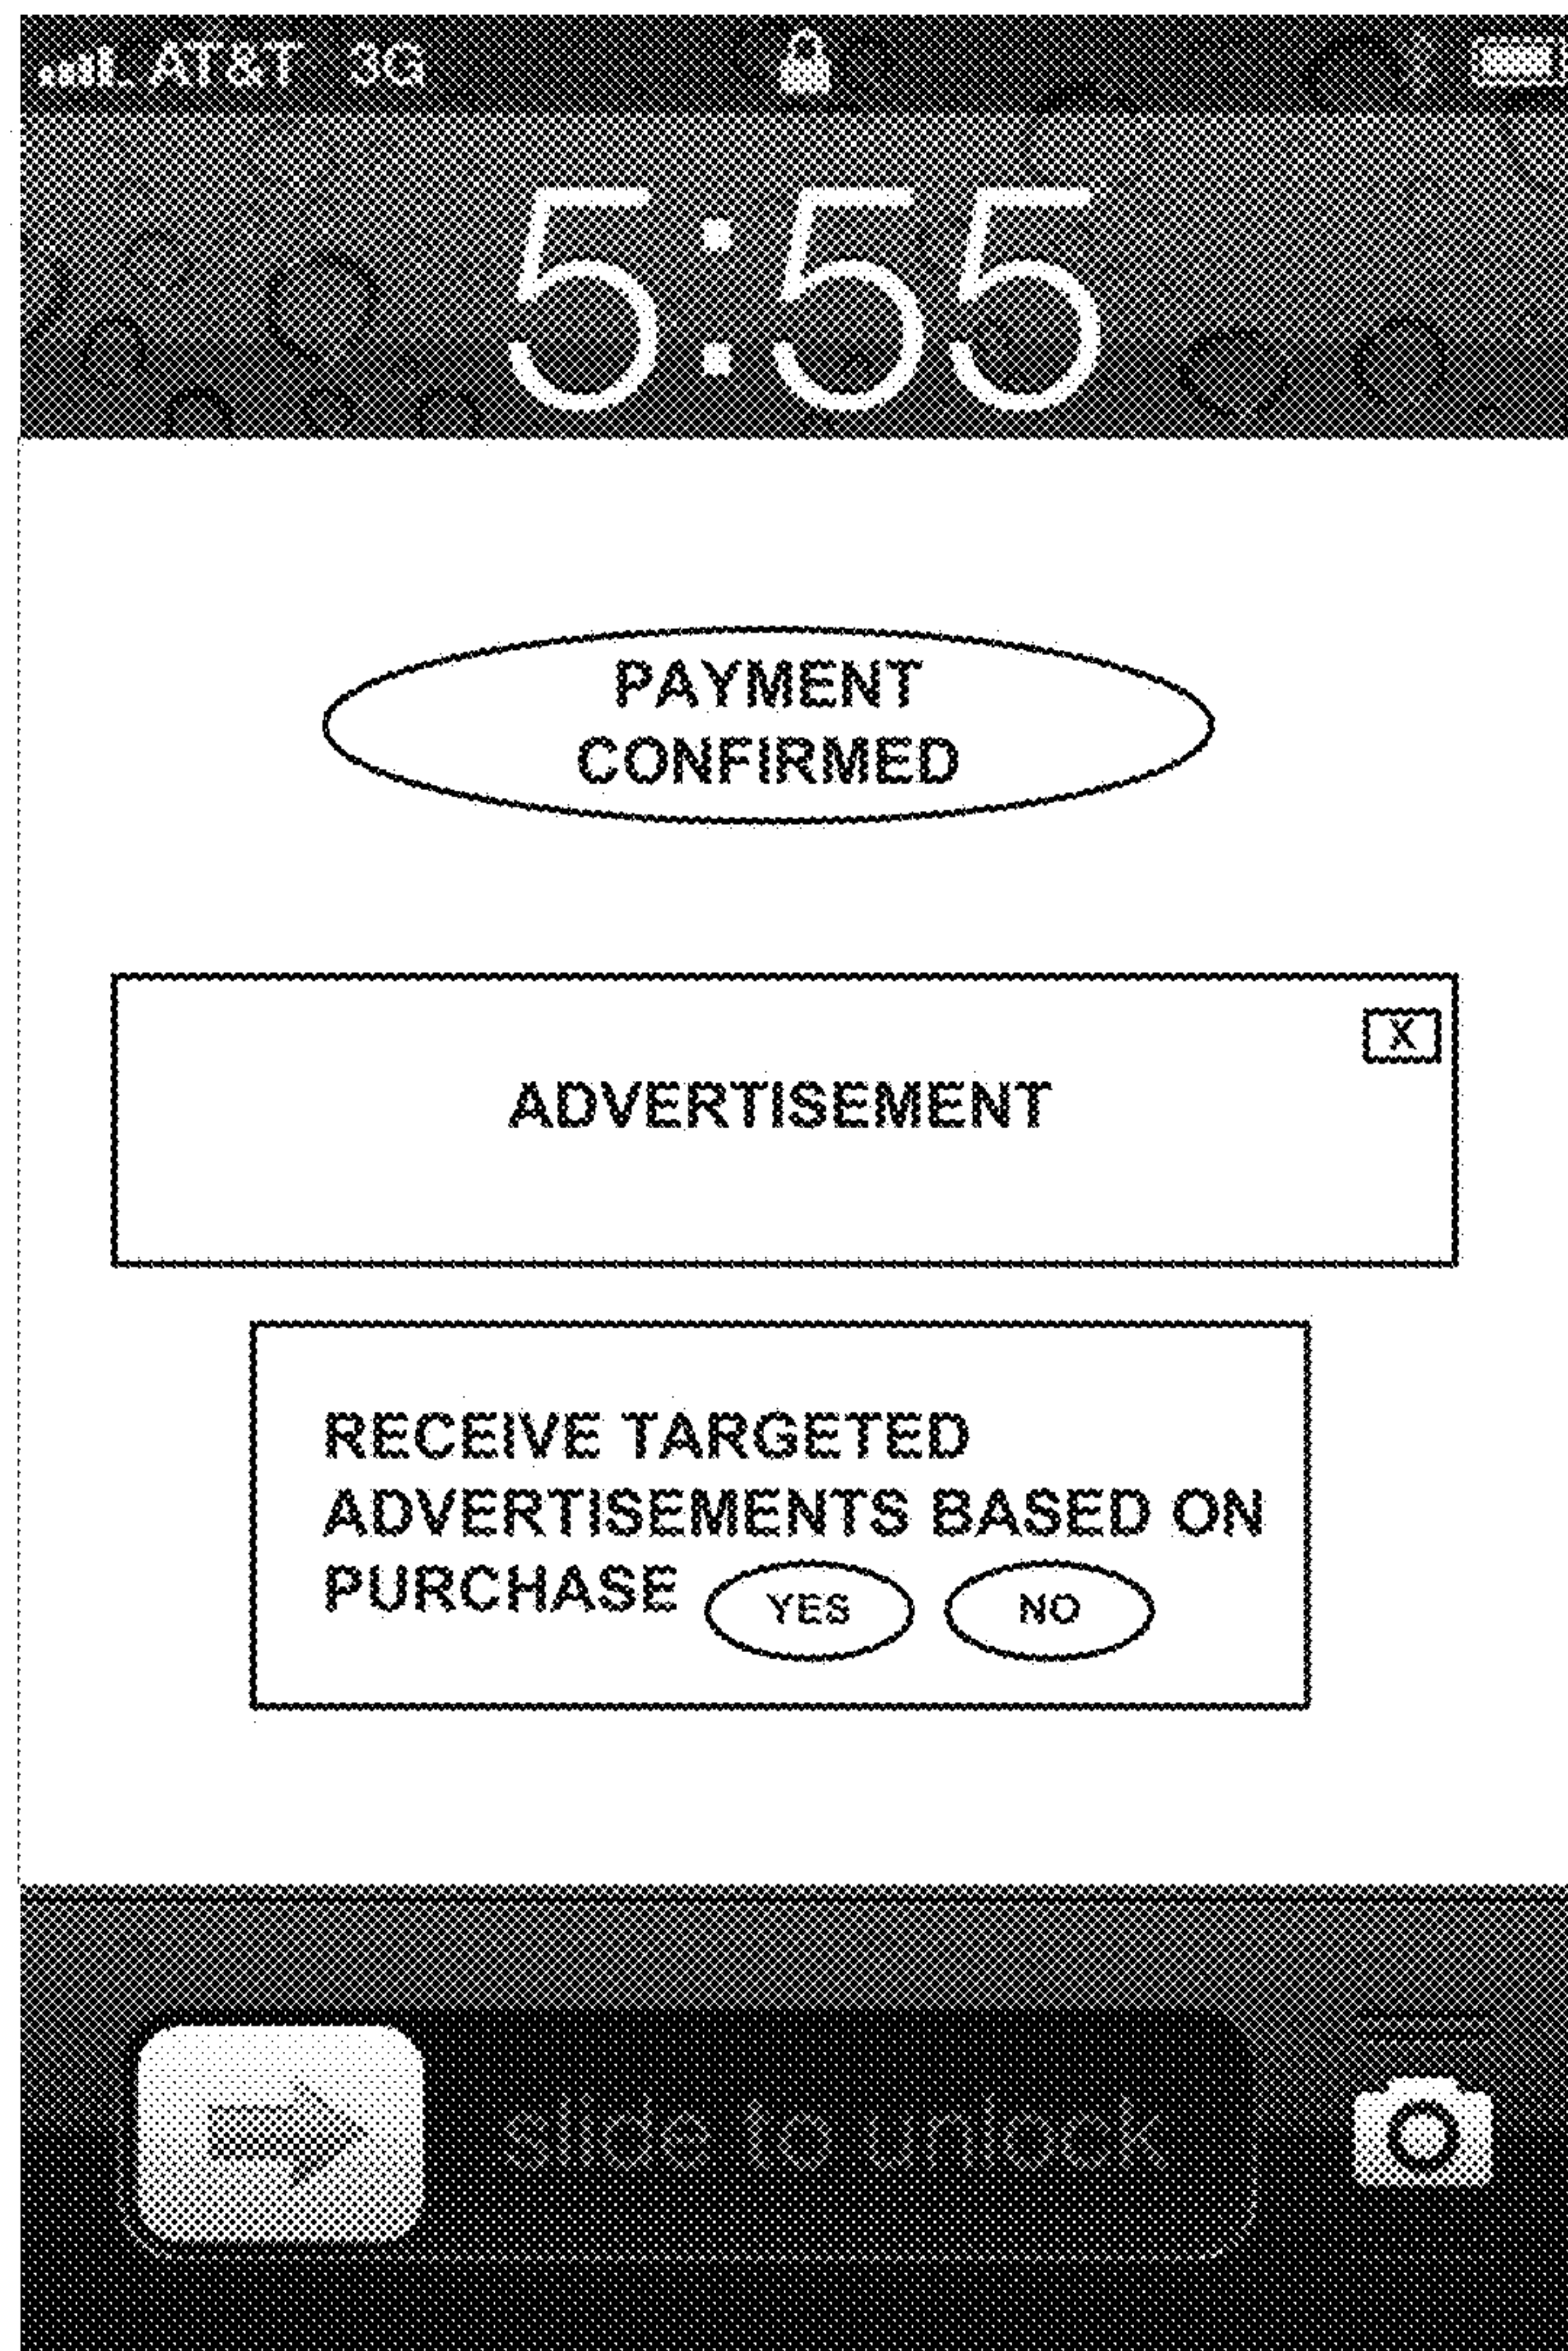 AT&T 3G
5:55
PAYMENT
CONFIRMED
X
ADVERTISEMENT
RECEIVE TARGETED
ADVERTISEMENTS BASED ON
PURCHASE YES NO
slide to unlock